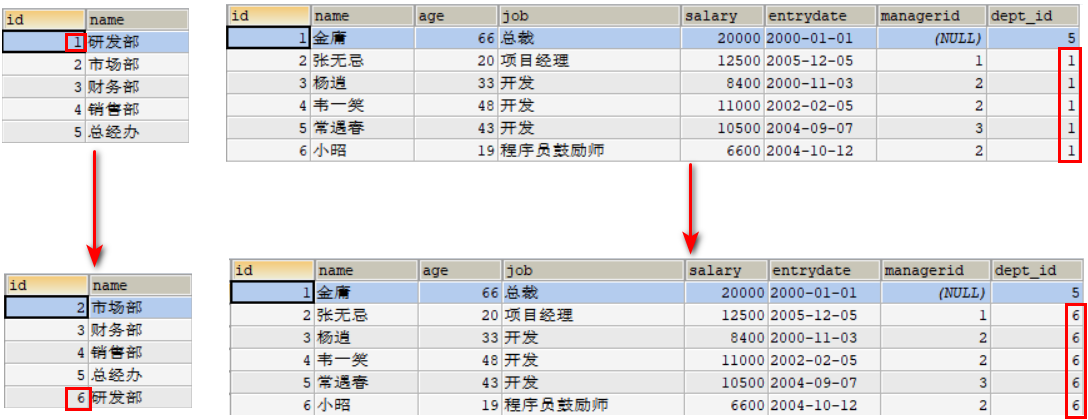 id name
1 研发部
2 市场部
3 财务部
4 销售部
5 总经办
id name age job salary entrydate managerid dept_id
1 金庸 66 总裁 20000 2000-01-01 (NULL) 5
2 张无忌 20 项目经理 12500 2005-12-05 1 1
3 杨逍 33 开发 8400 2000-11-03 2 1
4 韦一笑 48 开发 11000 2002-02-05 2 1
5 常遇春 43 开发 10500 2004-09-07 3 1
6 小昭 19 程序员鼓励师 6600 2004-10-12 2 1
id name
2 市场部
3 财务部
4 销售部
5 总经办
6 研发部
id name age job salary entrydate managerid dept_id
1 金庸 66 总裁 20000 2000-01-01 (NULL) 5
2 张无忌 20 项目经理 12500 2005-12-05 1 6
3 杨逍 33 开发 8400 2000-11-03 2 6
4 韦一笑 48 开发 11000 2002-02-05 2 6
5 常遇春 43 开发 10500 2004-09-07 3 6
6 小昭 19 程序员鼓励师 6600 2004-10-12 2 6